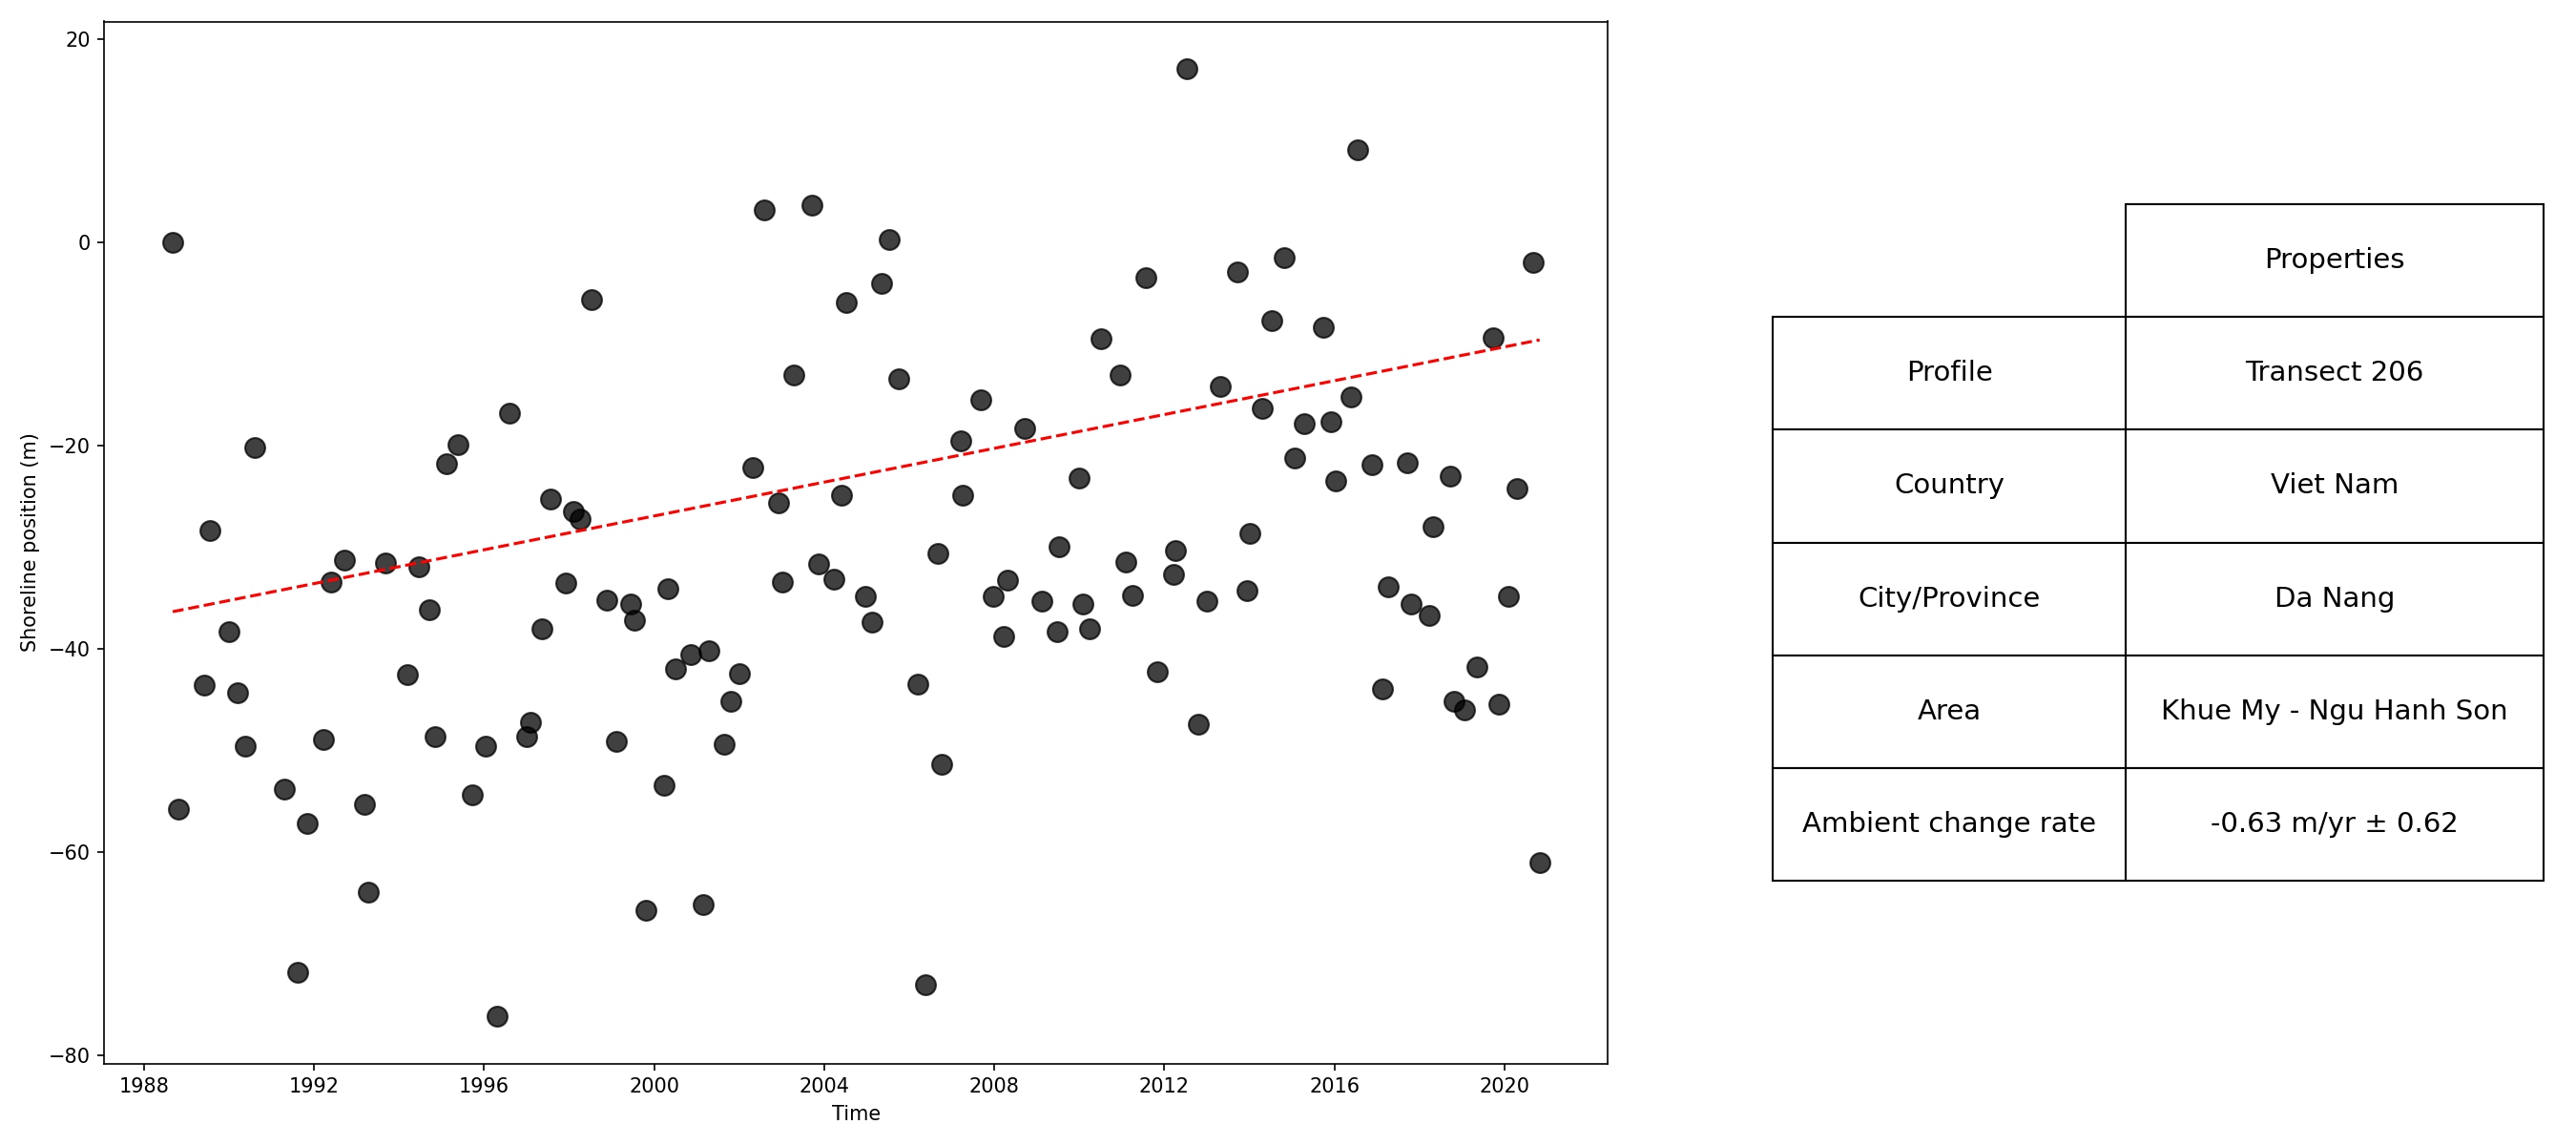 20
0
−20
−40
−60
−80
Shoreline position (m)
1988 1992 1996 2000 2004 2008 2012 2016 2020
Time
Properties
Profile Transect 206
Country Viet Nam
City/Province Da Nang
Area Khue My - Ngu Hanh Son
Ambient change rate -0.63 m/yr ± 0.62